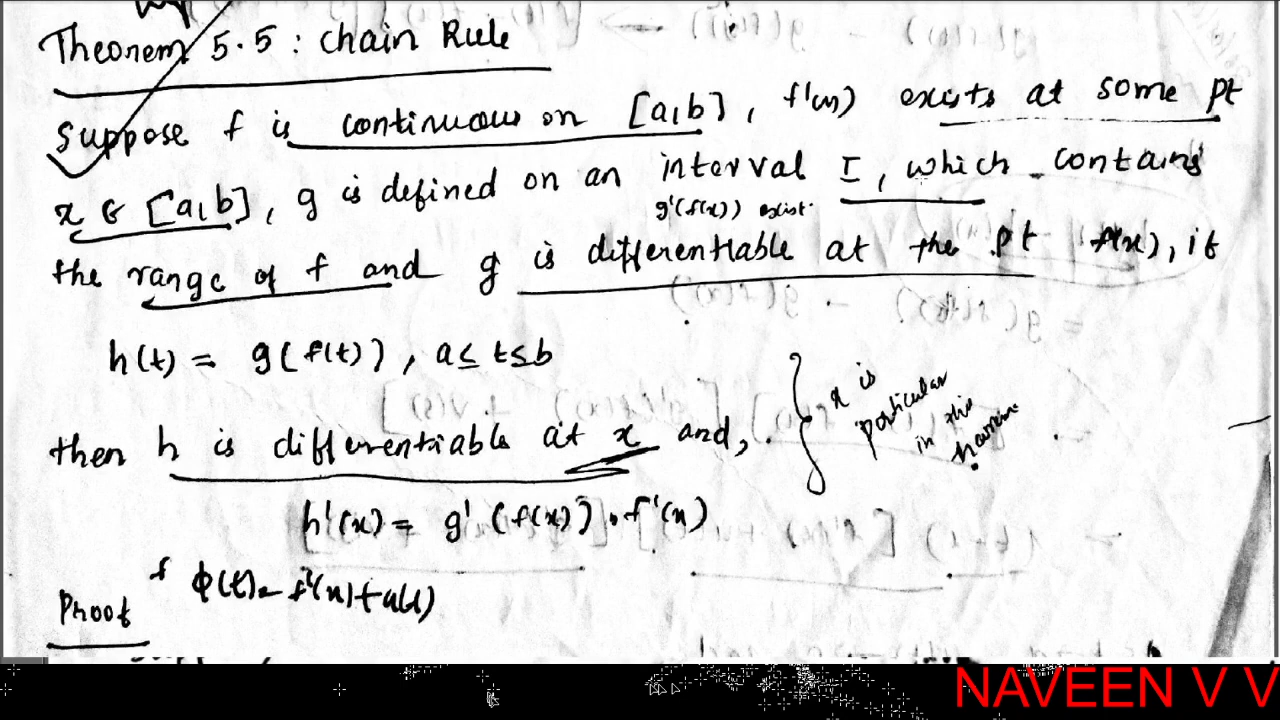 Theorem 5.5 : Chain Rule
Suppose f is continuous on [a,b], f'(x) exists at some pt
x ∈ [a,b], g is defined on an interval I, which contains
g'(f(x)) exist.
the range of f and g is differentiable at the pt f(x), if
h(t) = g(f(t)), a ≤ t ≤ b
x is
particular
in this
then h is differentiable at x and,
h'(x) = g'(f(x)) . f'(x)
Proof
NAVEEN V V